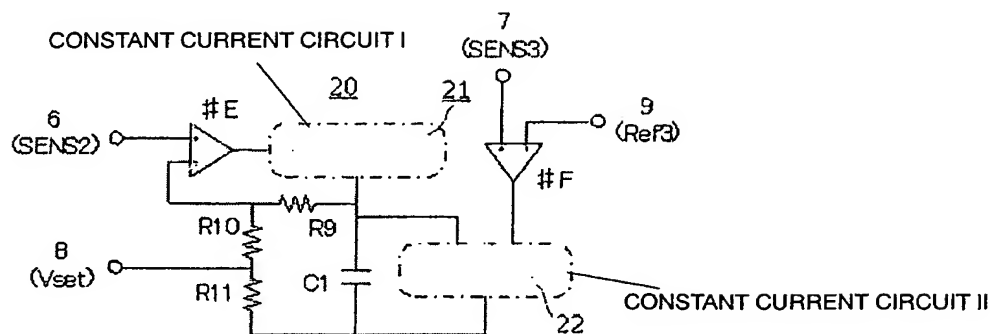 7
(SENS3)
CONSTANT CURRENT CIRCUIT I
20
21
#E
9
(Ref3)
6
(SENS2)
#F
R10
R9
8
(Vset)
R11
C1
22
CONSTANT CURRENT CIRCUIT II